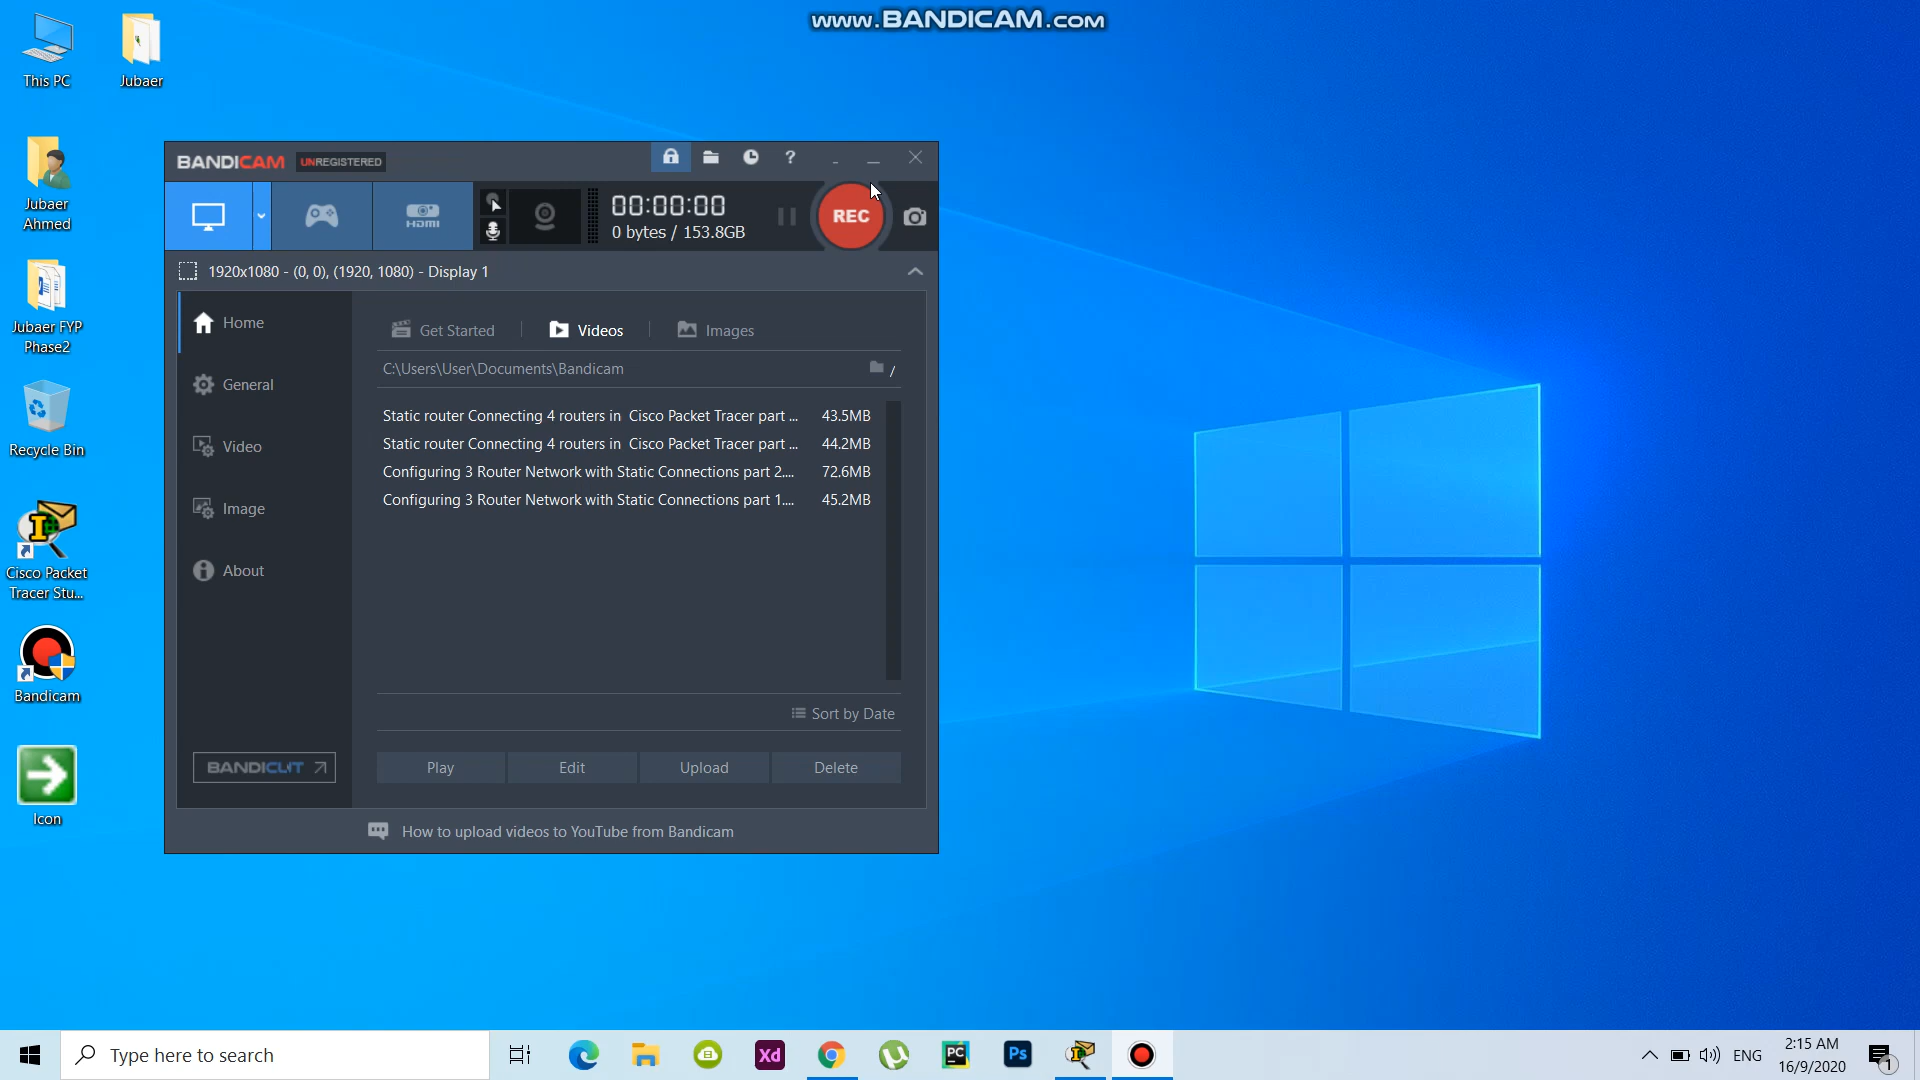 www.BANDICAM.com
This PC
Jubaer
Jubaer
Ahmed
Jubaer FYP
Phase2
Recycle Bin
Cisco Packet
Tracer Stu...
Bandicam
Icon
BANDICAM UNREGISTERED
?
HDMI
00:00:00
0 bytes / 153.8GB
REC
1920x1080 - (0, 0), (1920, 1080) - Display 1
Home
General
Video
Image
About
BANDICUT
Get Started
Videos
Images
C:\Users\User\Documents\Bandicam
Static router Connecting 4 routers in  Cisco Packet Tracer part ... 43.5MB
Static router Connecting 4 routers in  Cisco Packet Tracer part ... 44.2MB
Configuring 3 Router Network with Static Connections part 2.... 72.6MB
Configuring 3 Router Network with Static Connections part 1.... 45.2MB
Sort by Date
Play Edit Upload Delete
How to upload videos to YouTube from Bandicam
Type here to search
Xd
PC
Ps
ENG
2:15 AM
16/9/2020
1